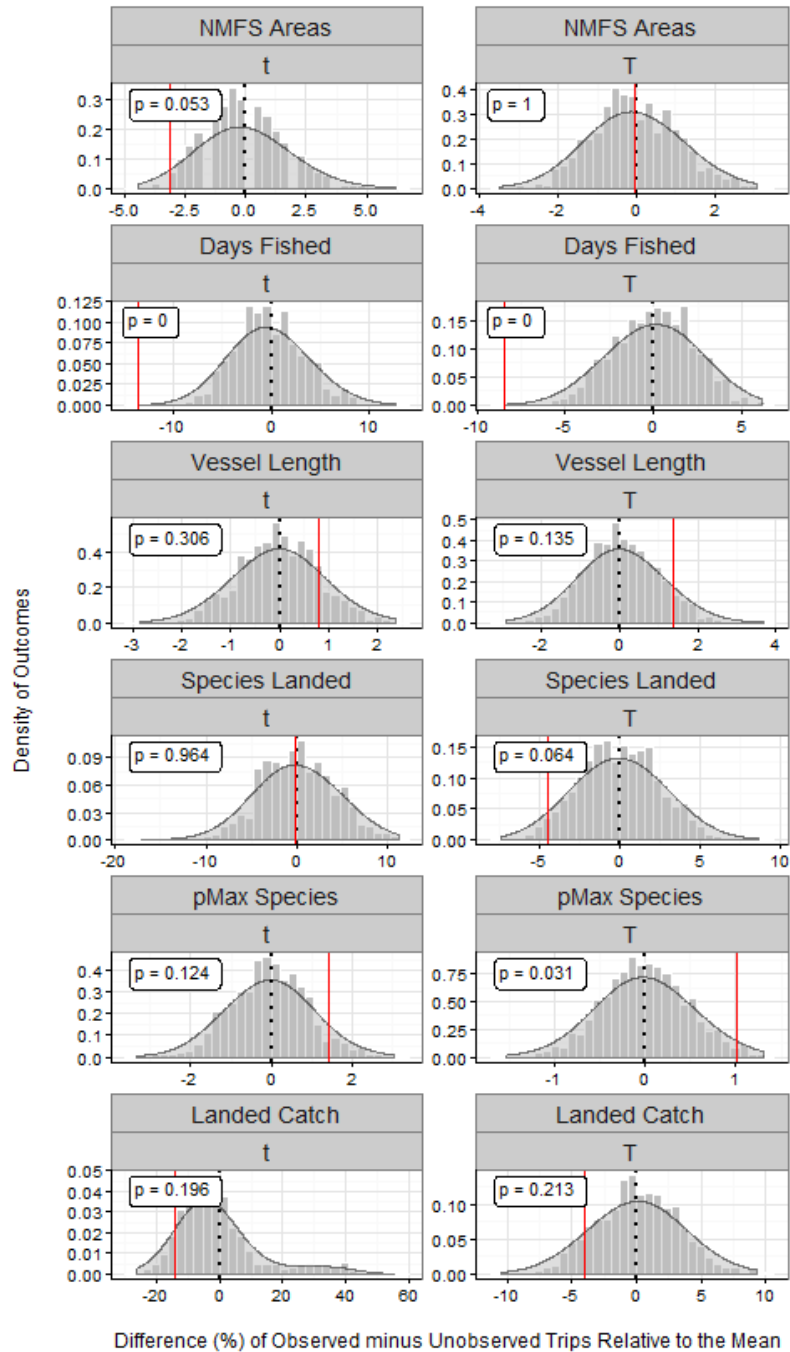 NMFS Areas NMFS Areas
t T
p = 0.053 p = 1
0.3 0.4
0.2 0.3
0.1 0.2
0.0 0.1
0.0
-5.0 -2.5 0.0 2.5 5.0 -4 -2 0 2
Days Fished Days Fished
t T
0.125
p = 0 p = 0
0.100 0.15
0.075 0.10
0.050 0.05
0.025 0.00
0.000
-10 0 10 -10 -5 0 5
Vessel Length Vessel Length
t T
p = 0.306 p = 0.135
0.4 0.5
0.2 0.4
0.0 0.3
0.2
0.1
0.0
-3 -2 -1 0 1 2 -2 0 2 4
Density of Outcomes
Species Landed Species Landed
t T
p = 0.964 p = 0.064
0.09 0.15
0.06 0.10
0.03 0.05
0.00 0.00
-20 -10 0 10 -5 0 5 10
pMax Species pMax Species
t T
p = 0.124 p = 0.031
0.4 0.75
0.3 0.50
0.2 0.25
0.1 0.00
0.0
-2 0 2 -1 0 1
Landed Catch Landed Catch
t T
p = 0.196 p = 0.213
0.05 0.10
0.04 0.05
0.03 0.00
0.02
0.01
0.00
-20 0 20 40 60 -10 -5 0 5 10
Difference (%) of Observed minus Unobserved Trips Relative to the Mean